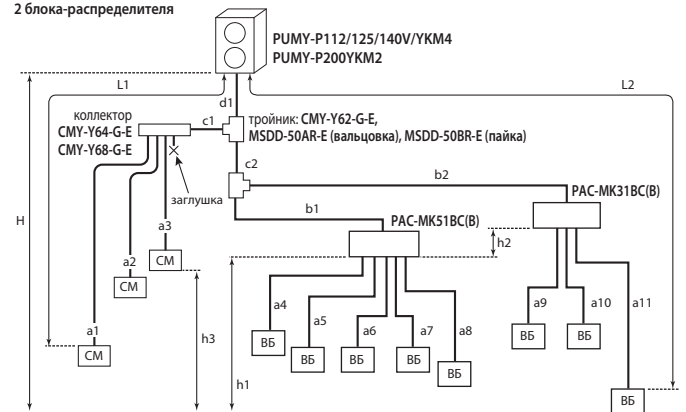 2 блока-распределителя
PUMY-P112/125/140V/YKM4
PUMY-P200YKM2
L1
L2
d1
коллектор
CMY-Y64-G-E
CMY-Y68-G-E
c1
тройник: CMY-Y62-G-E,
MSDD-50AR-E (вальцовка), MSDD-50BR-E (пайка)
c2
b2
заглушка
H
b1
PAC-MK51BC(B)
PAC-MK31BC(B)
h2
a3
a2
a1
СМ
СМ
СМ
h3
h1
a4
a5
a6
a7
a8
a9
a10
a11
ВБ
ВБ
ВБ
ВБ
ВБ
ВБ
ВБ
ВБ